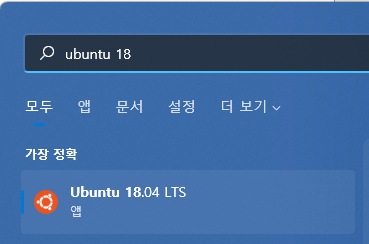 ubuntu 18
모두 앱 문서 설정 더 보기
가장 정확
Ubuntu 18.04 LTS
앱